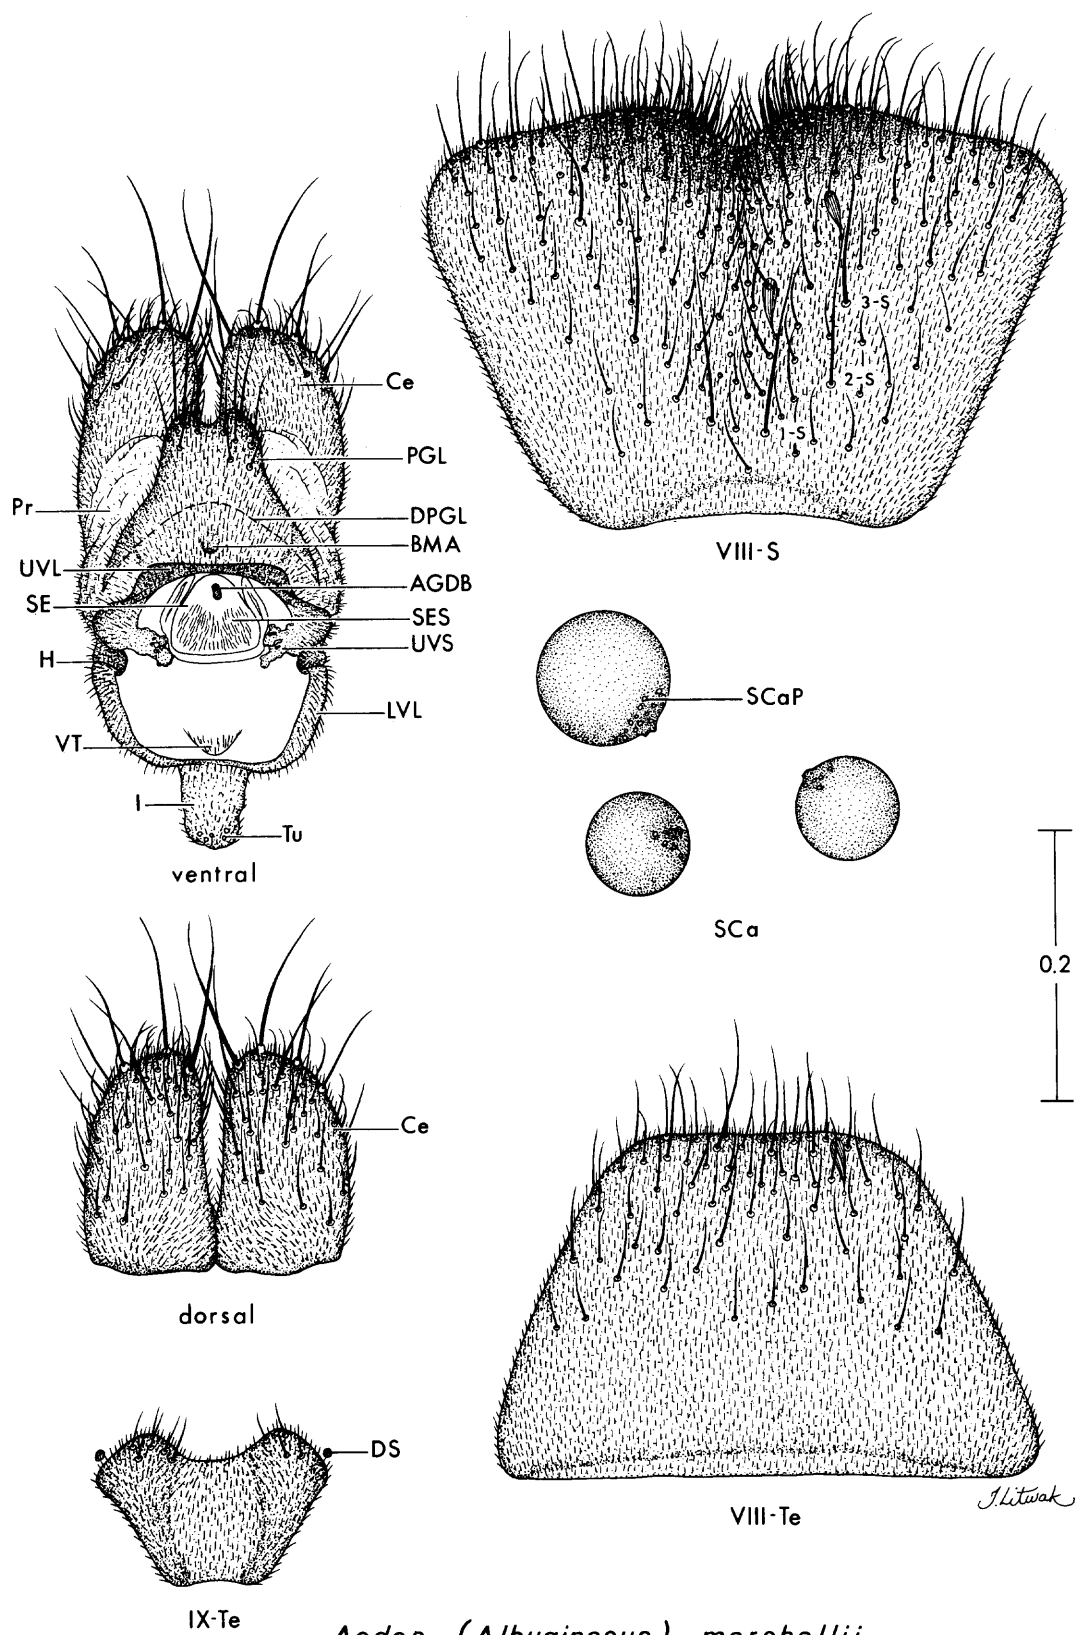 3-S
2-S
1-S
VIII-S
Ce
PGL
Pr
DPGL
BMA
UVL
AGDB
SE
SES
UVS
H
LVL
VT
I
Tu
ventral
SCaP
SCa
0.2
Ce
dorsal
DS
IX-Te
VIII-Te
J. Litwak
Aedes (Albuginosus) marshallii